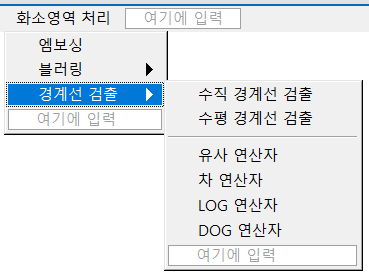 화소영역 처리 여기에 입력
엠보싱
블러링
경계선 검출
여기에 입력
수직 경계선 검출
수평 경계선 검출
유사 연산자
차 연산자
LOG 연산자
DOG 연산자
여기에 입력